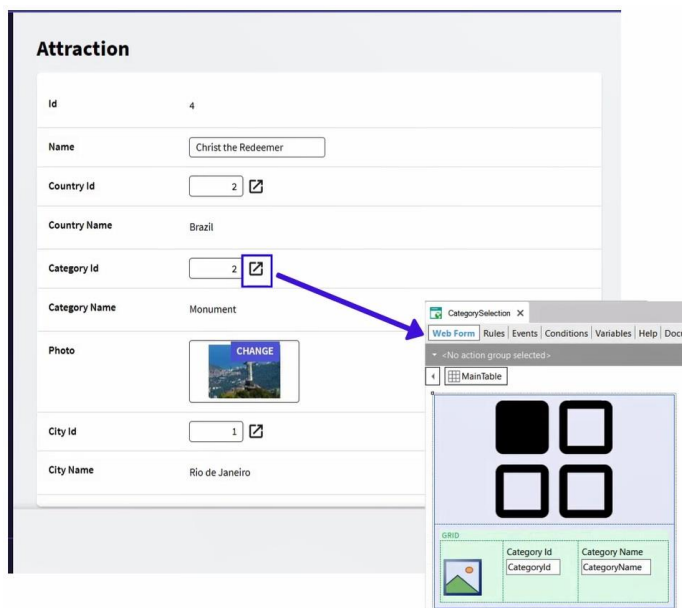 Attraction
Id 4
Name Christ the Redeemer
Country Id 2
Country Name Brazil
Category Id 2
Category Name Monument
Photo CHANGE
City Id 1
City Name Rio de Janeiro
CategorySelection X
Web Form Rules Events Conditions Variables Help Docu
<No action group selected>
MainTable
GRID
Category Id Category Name
CategoryId CategoryName